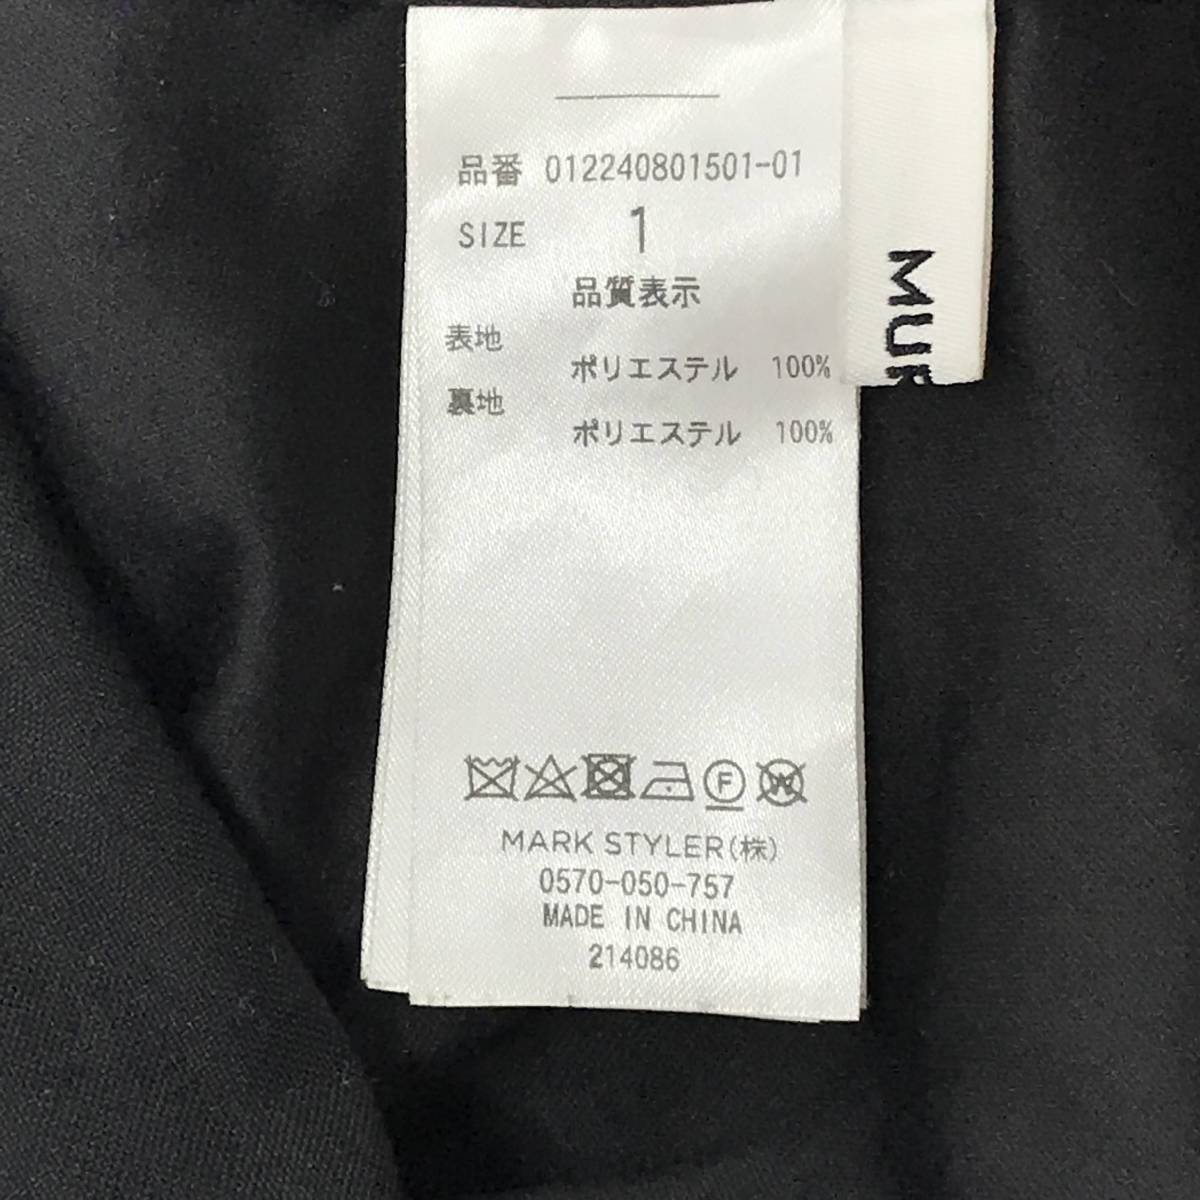 品番 012240801501-01
SIZE 1
品質表示
表地
ポリエステル 100%
裏地
ポリエステル 100%
MARK STYLER(株)
0570-050-757
MADE IN CHINA
214086
MUR